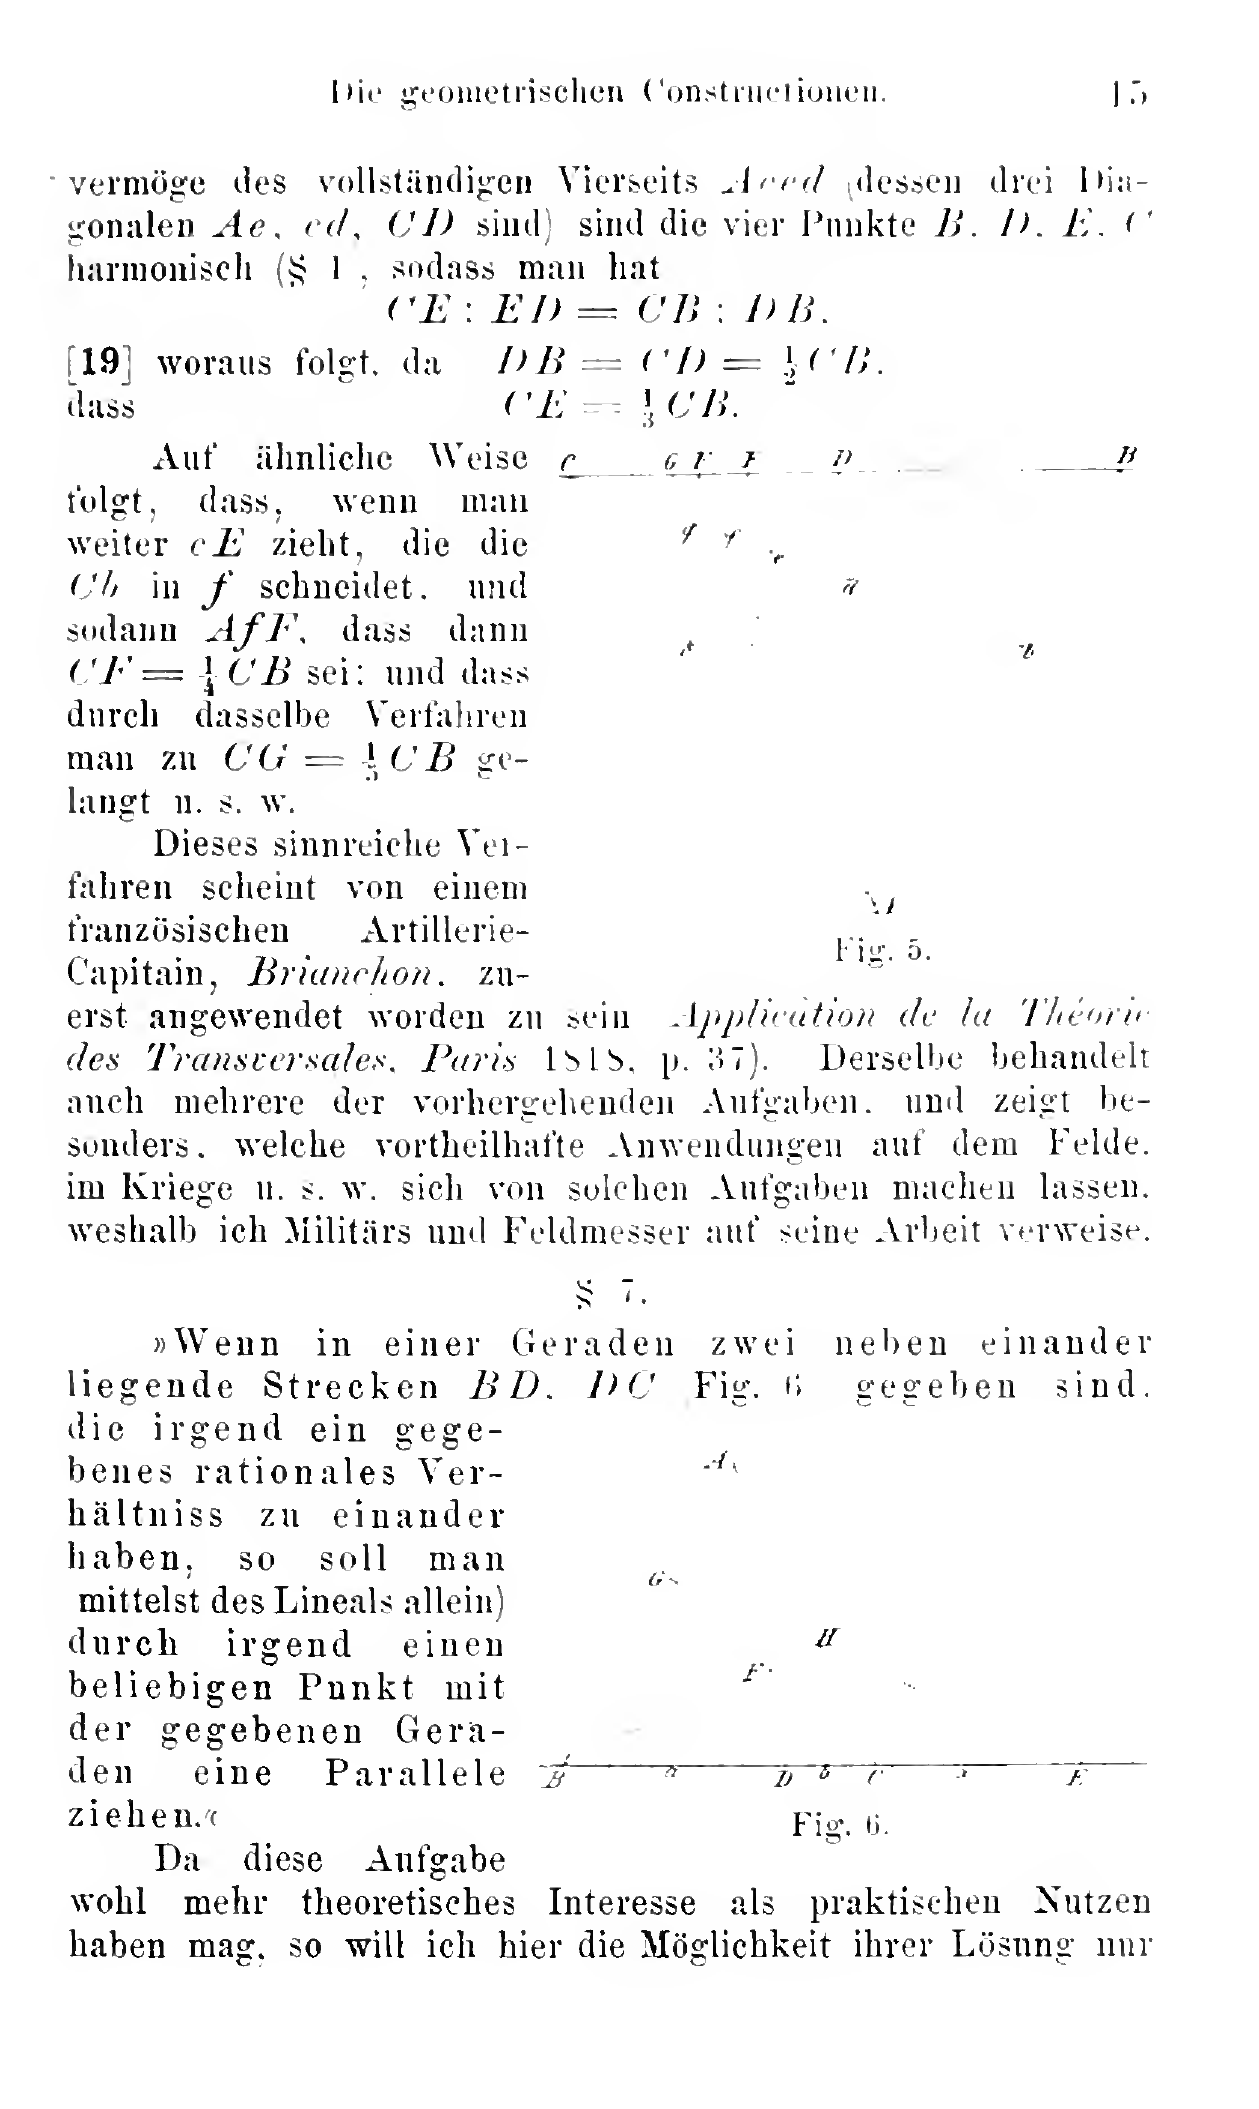 Die geometrischen Constructionen. 15
vermöge des vollständigen Vierseits Aecd (dessen drei Dia-
gonalen Ae, cd, CD sind) sind die vier Punkte B, D, E, C
harmonisch (§ 1), sodass man hat
CE : ED = CB : DB,
[19] woraus folgt, da DB = CD = ½CB,
dass CE = ⅓CB.
Auf ähnliche Weise
folgt, dass, wenn man
weiter cE zieht, die die
Cb in f schneidet, und
sodann AfF, dass dann
CF = ¼CB sei; und dass
durch dasselbe Verfahren
man zu CG = ⅕CB ge-
langt u. s. w.
Dieses sinnreiche Ver-
fahren scheint von einem
französischen Artillerie-
Capitain, Brianchon, zu-
C G F E D B
g f e
d
A b
M
Fig. 5.
erst angewendet worden zu sein Application de la Théorie
des Transversales, Paris 1818, p. 37). Derselbe behandelt
auch mehrere der vorhergehenden Aufgaben, und zeigt be-
sonders, welche vortheilhafte Anwendungen auf dem Felde,
im Kriege u. s. w. sich von solchen Aufgaben machen lassen,
weshalb ich Militärs und Feldmesser auf seine Arbeit verweise.
§ 7.
»Wenn in einer Geraden zwei neben einander
liegende Strecken BD, DC Fig. 6 gegeben sind,
die irgend ein gege-
benes rationales Ver-
hältniss zu einander
haben, so soll man
mittelst des Lineals allein)
durch irgend einen
beliebigen Punkt mit
der gegebenen Gera-
den eine Parallele
ziehen.«
A
G
H
F
B a D b C E
Fig. 6.
Da diese Aufgabe
wohl mehr theoretisches Interesse als praktischen Nutzen
haben mag, so will ich hier die Möglichkeit ihrer Lösung nur